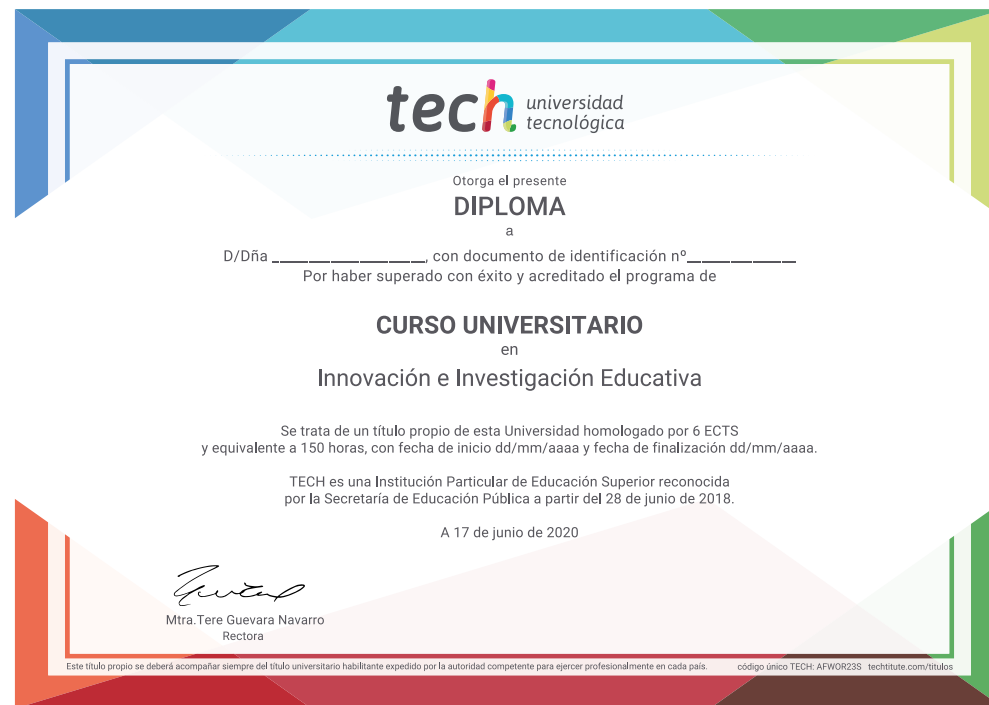 tech universidad
tecnológica
Otorga el presente
DIPLOMA
a
D/Dña ____________________, con documento de identificación nº______________
Por haber superado con éxito y acreditado el programa de
CURSO UNIVERSITARIO
en
Innovación e Investigación Educativa
Se trata de un título propio de esta Universidad homologado por 6 ECTS
y equivalente a 150 horas, con fecha de inicio dd/mm/aaaa y fecha de finalización dd/mm/aaaa.
TECH es una Institución Particular de Educación Superior reconocida
por la Secretaría de Educación Pública a partir del 28 de junio de 2018.
A 17 de junio de 2020
Mtra.Tere Guevara Navarro
Rectora
Este título propio se deberá acompañar siempre del título universitario habilitante expedido por la autoridad competente para ejercer profesionalmente en cada país. código único TECH: AFWOR23S techtitute.com/titulos